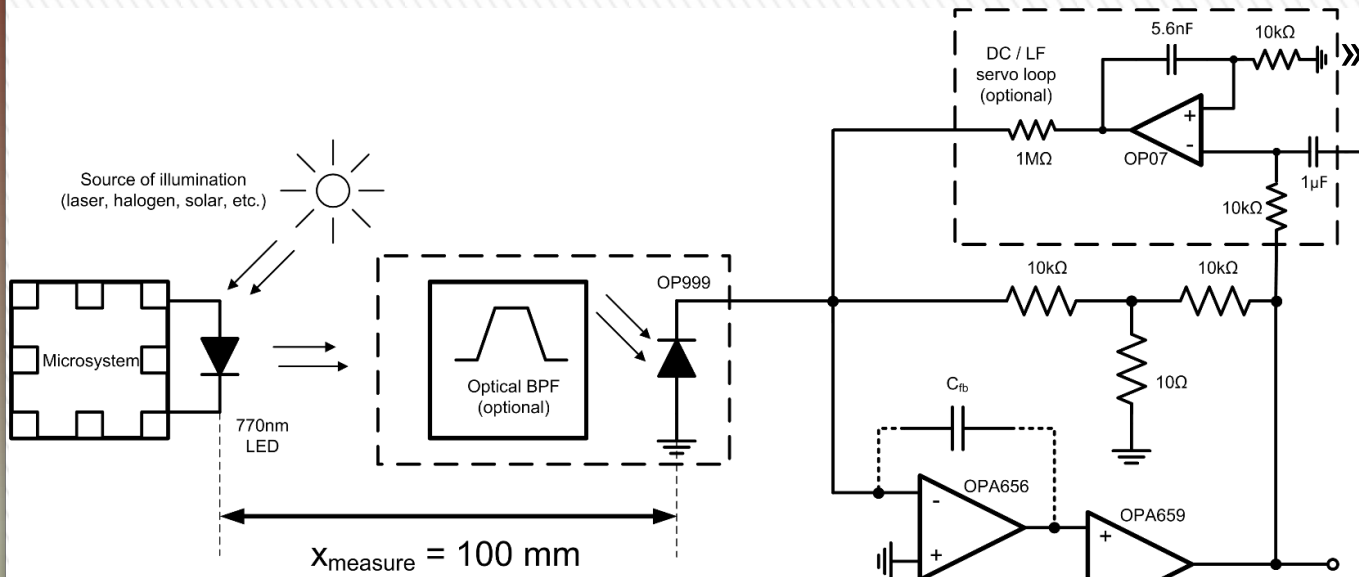 5.6nF
10kΩ
DC / LF
servo loop
(optional)
+
-
1MΩ
OP07
1µF
10kΩ
Source of illumination
(laser, halogen, solar, etc.)
OP999
10kΩ
10kΩ
Microsystem
Optical BPF
(optional)
10Ω
Cfb
770nm
LED
OPA656
-
+
OPA659
+
xmeasure = 100 mm